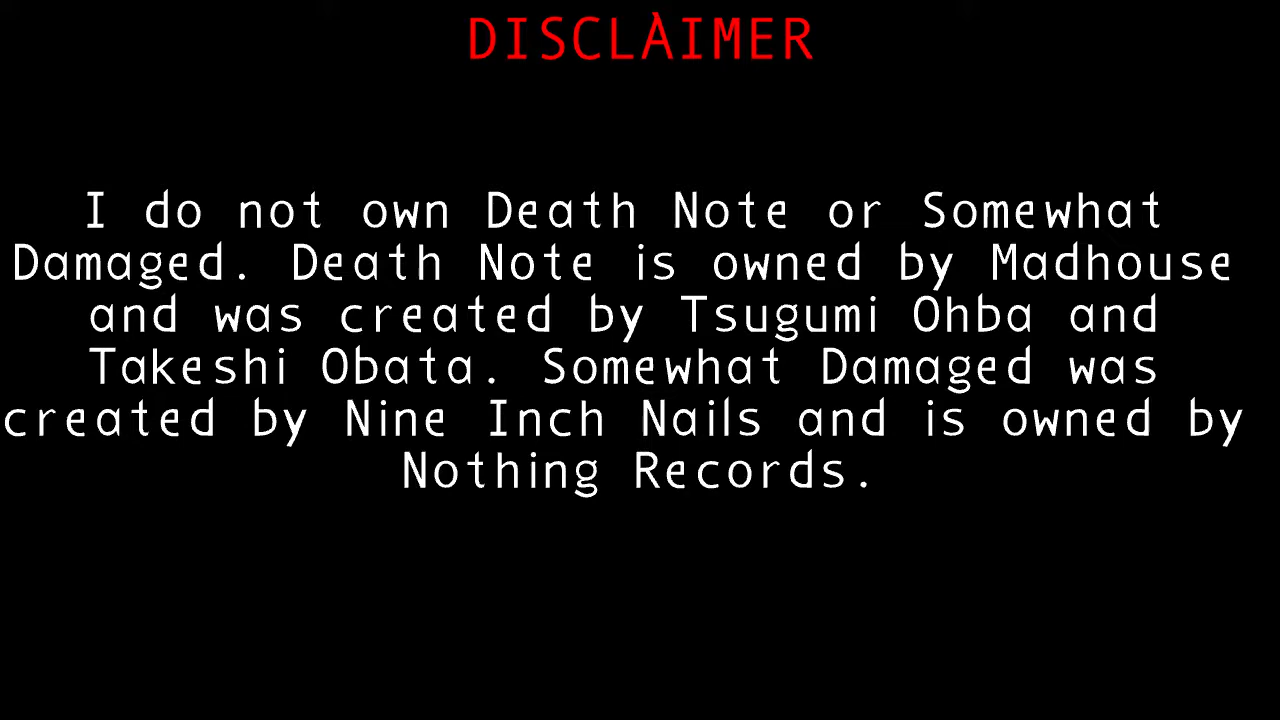 DISCLAIMER
I do not own Death Note or Somewhat
Damaged. Death Note is owned by Madhouse
and was created by Tsugumi Ohba and
Takeshi Obata. Somewhat Damaged was
created by Nine Inch Nails and is owned by
Nothing Records.